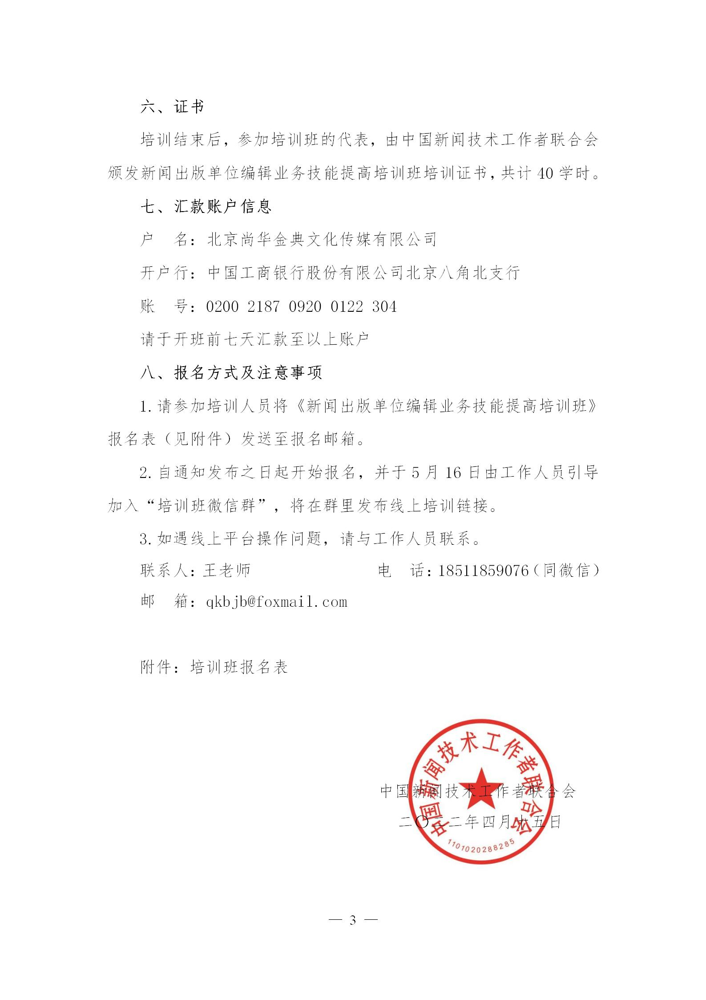 六、证书
培训结束后，参加培训班的代表，由中国新闻技术工作者联合会
颁发新闻出版单位编辑业务技能提高培训班培训证书，共计 40 学时。
七、汇款账户信息
户　名：北京尚华金典文化传媒有限公司
开户行：中国工商银行股份有限公司北京八角北支行
账　号：0200 2187 0920 0122 304
请于开班前七天汇款至以上账户
八、报名方式及注意事项
1.请参加培训人员将《新闻出版单位编辑业务技能提高培训班》
报名表（见附件）发送至报名邮箱。
2.自通知发布之日起开始报名，并于 5 月 16 日由工作人员引导
加入“培训班微信群”，将在群里发布线上培训链接。
3.如遇线上平台操作问题，请与工作人员联系。
联系人：王老师　　　　　　　　电　话：18511859076（同微信）
邮　箱：qkbjb@foxmail.com
附件：培训班报名表
中国新闻技术工作者联合会
中国新闻技术工作者联合会
二〇二二年四月十五日
1101020288285
— 3 —